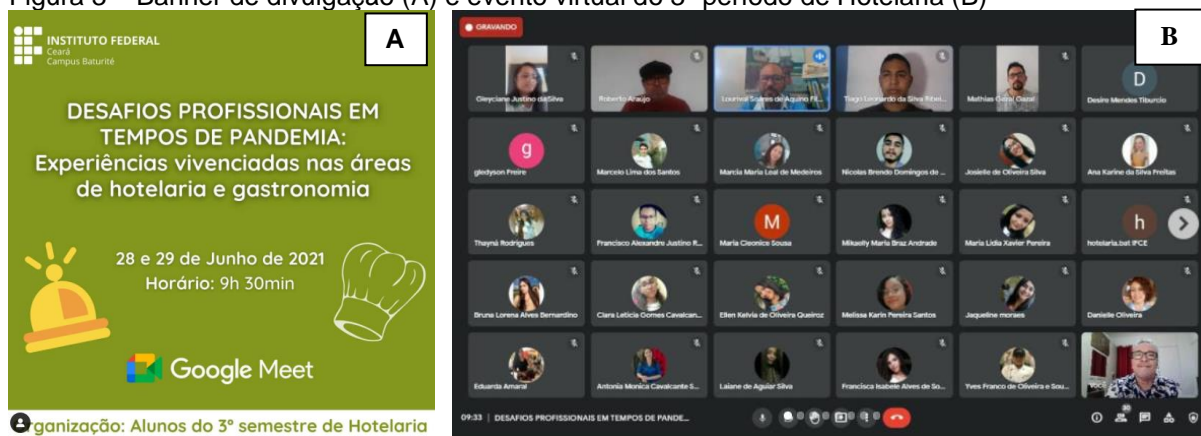 Figura 3 – Banner de divulgação (A) e evento virtual do 3º período de Hotelaria (B)
INSTITUTO FEDERAL
Ceará
Campus Baturité
A
DESAFIOS PROFISSIONAIS EM
TEMPOS DE PANDEMIA:
Experiências vivenciadas nas áreas
de hotelaria e gastronomia
28 e 29 de Junho de 2021
Horário: 9h 30min
Google Meet
rganização: Alunos do 3º semestre de Hotelaria
GRAVANDO
B
Gleyciane Justino da Silva
Roberto Araujo
Lourival Soares de Aquino Fil...
Tiago Leonardo da Silva Ribei...
Mathias Geral Gazal
D
Desire Mendes Tiburcio
g
gledyson Freire
Marcelo Lima dos Santos
Marcia Maria Leal de Medeiros
Nicolas Brendo Domingos de ...
Josielle de Oliveira Silva
Ana Karine da Silva Freitas
Thayná Rodrigues
Francisco Alexandre Justino R...
M
Maria Cleonice Sousa
Mikaelly Maria Braz Andrade
Maria Lidia Xavier Pereira
h
hotelaria.bat IFCE
Bruna Lorena Alves Bernardino
Clara Letícia Gomes Cavalcan...
Ellen Kelvia de Oliveira Queiroz
Melissa Karin Pereira Santos
Jaqueline moraes
Danielle Oliveira
Eduarda Amaral
Antonia Monica Cavalcante S...
Laiane de Aguiar Silva
Francisca Isabele Alves de So...
Yves Franco de Oliveira e Sou...
Você
09:33 | DESAFIOS PROFISSIONAIS EM TEMPOS DE PANDE...
30